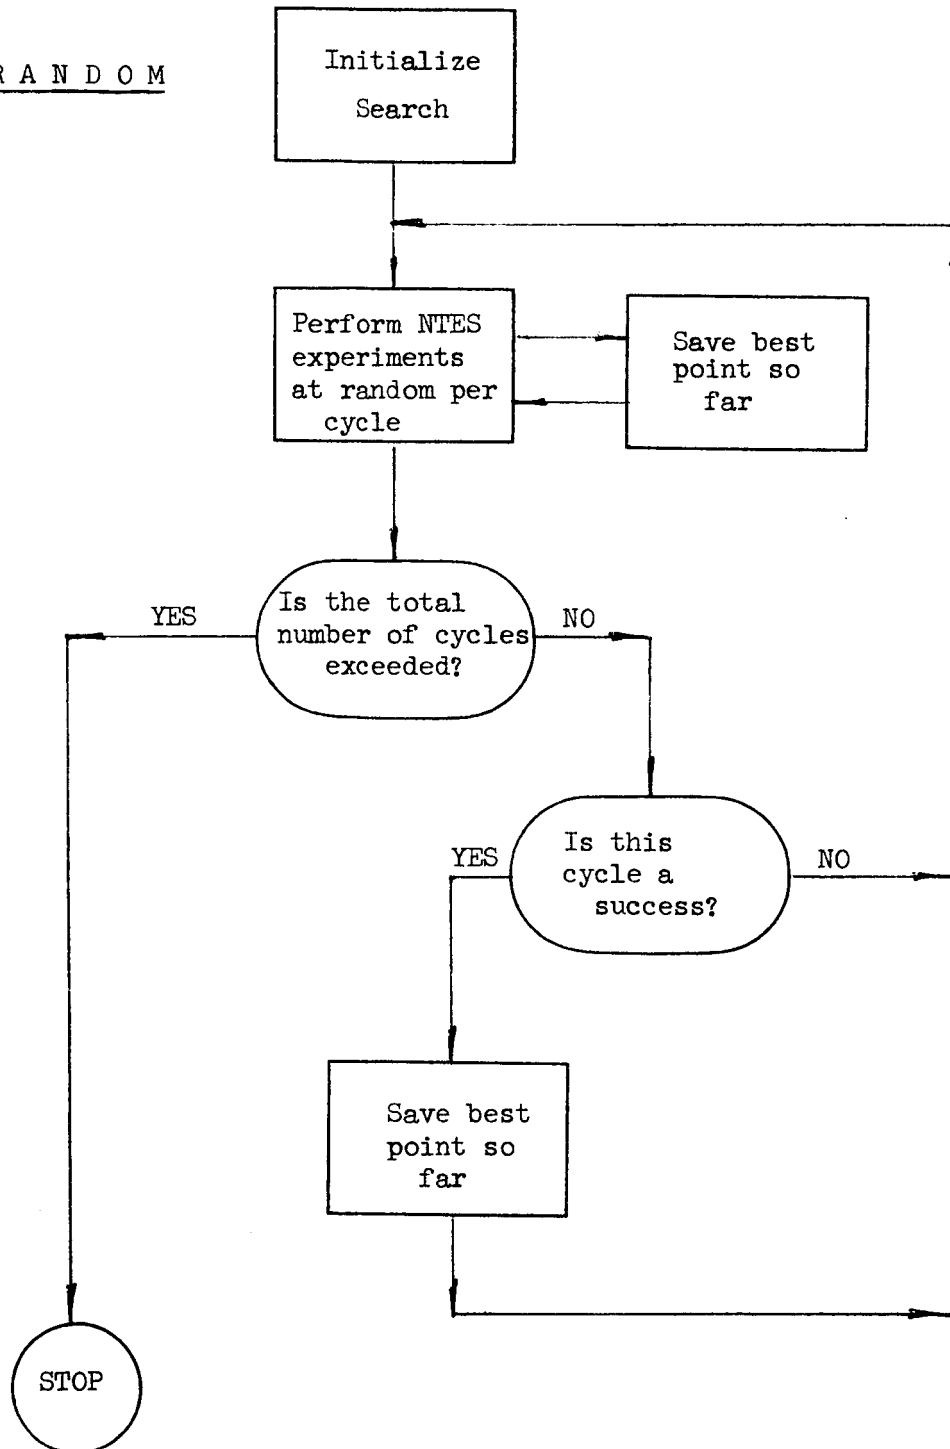 RANDOM
Initialize
Search
Perform NTES
experiments
at random per
cycle
Save best
point so
far
Is the total
number of cycles
exceeded?
YES
NO
Is this
cycle a
success?
YES
NO
Save best
point so
far
STOP